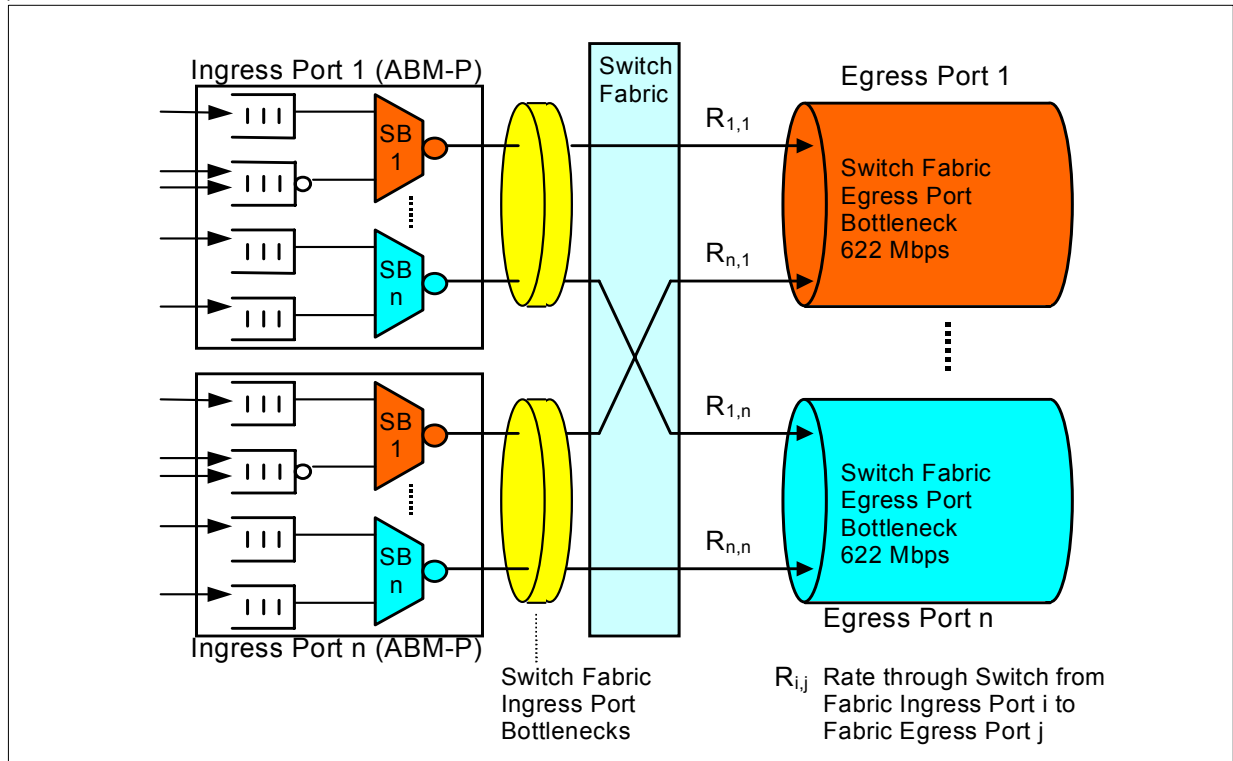 Ingress Port 1 (ABM-P)
SB
1
SB
n
Switch
Fabric
R1,1
Rn,1
Egress Port 1
Switch Fabric
Egress Port
Bottleneck
622 Mbps
SB
1
SB
n
Ingress Port n (ABM-P)
R1,n
Rn,n
Switch Fabric
Egress Port
Bottleneck
622 Mbps
Egress Port n
Switch Fabric
Ingress Port
Bottlenecks
Ri,j Rate through Switch from
Fabric Ingress Port i to
Fabric Egress Port j